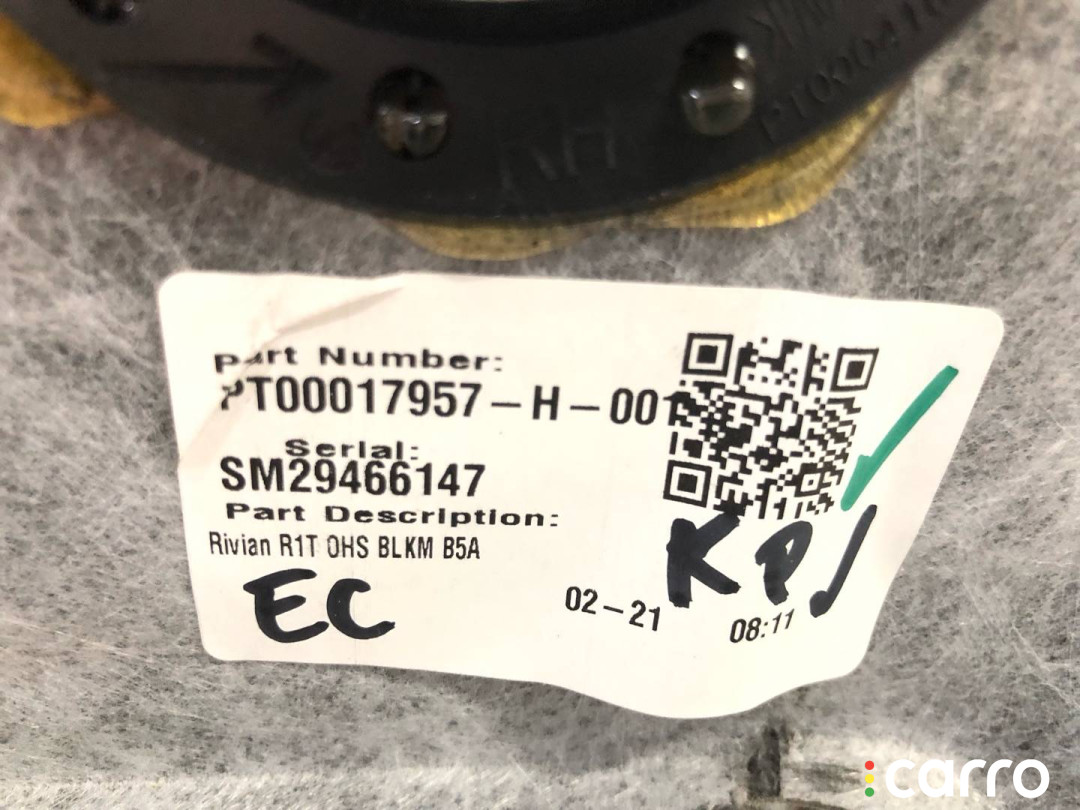 PT0004
Part Number:
PT00017957-H-001
Serial:
SM29466147
Part Description:
Rivian R1T OHS BLKM B5A
EC
KP
02-21
08:11
carro